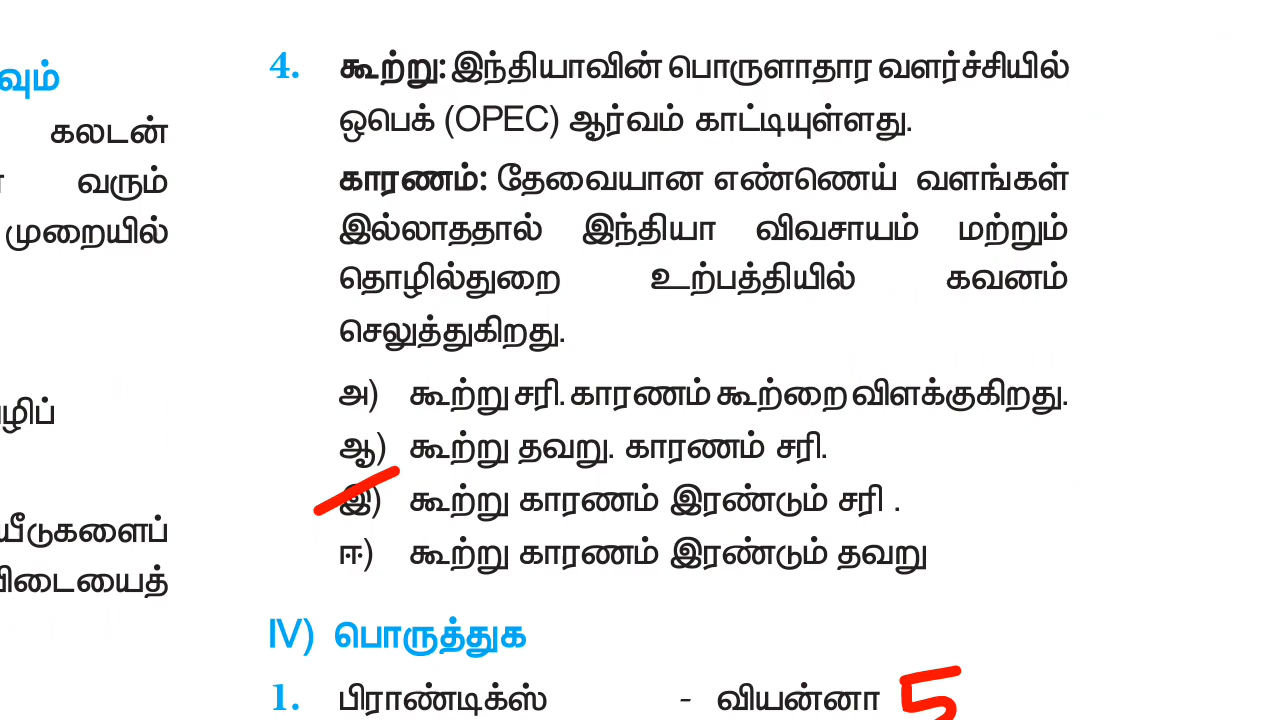 வும்
கலடன்
வரும்
முறையில்
ழிப்
யீடுகளைப்
விடையைத்
4. கூற்று: இந்தியாவின் பொருளாதார வளர்ச்சியில்
ஒபெக் (OPEC) ஆர்வம் காட்டியுள்ளது.
காரணம்: தேவையான எண்ணெய் வளங்கள்
இல்லாததால் இந்தியா விவசாயம் மற்றும்
தொழில்துறை உற்பத்தியில் கவனம்
செலுத்துகிறது.
அ) கூற்று சரி. காரணம் கூற்றை விளக்குகிறது.
ஆ) கூற்று தவறு. காரணம் சரி.
இ) கூற்று காரணம் இரண்டும் சரி .
ஈ) கூற்று காரணம் இரண்டும் தவறு
IV) பொருத்துக
1. பிராண்டிக்ஸ் - வியன்னா 5